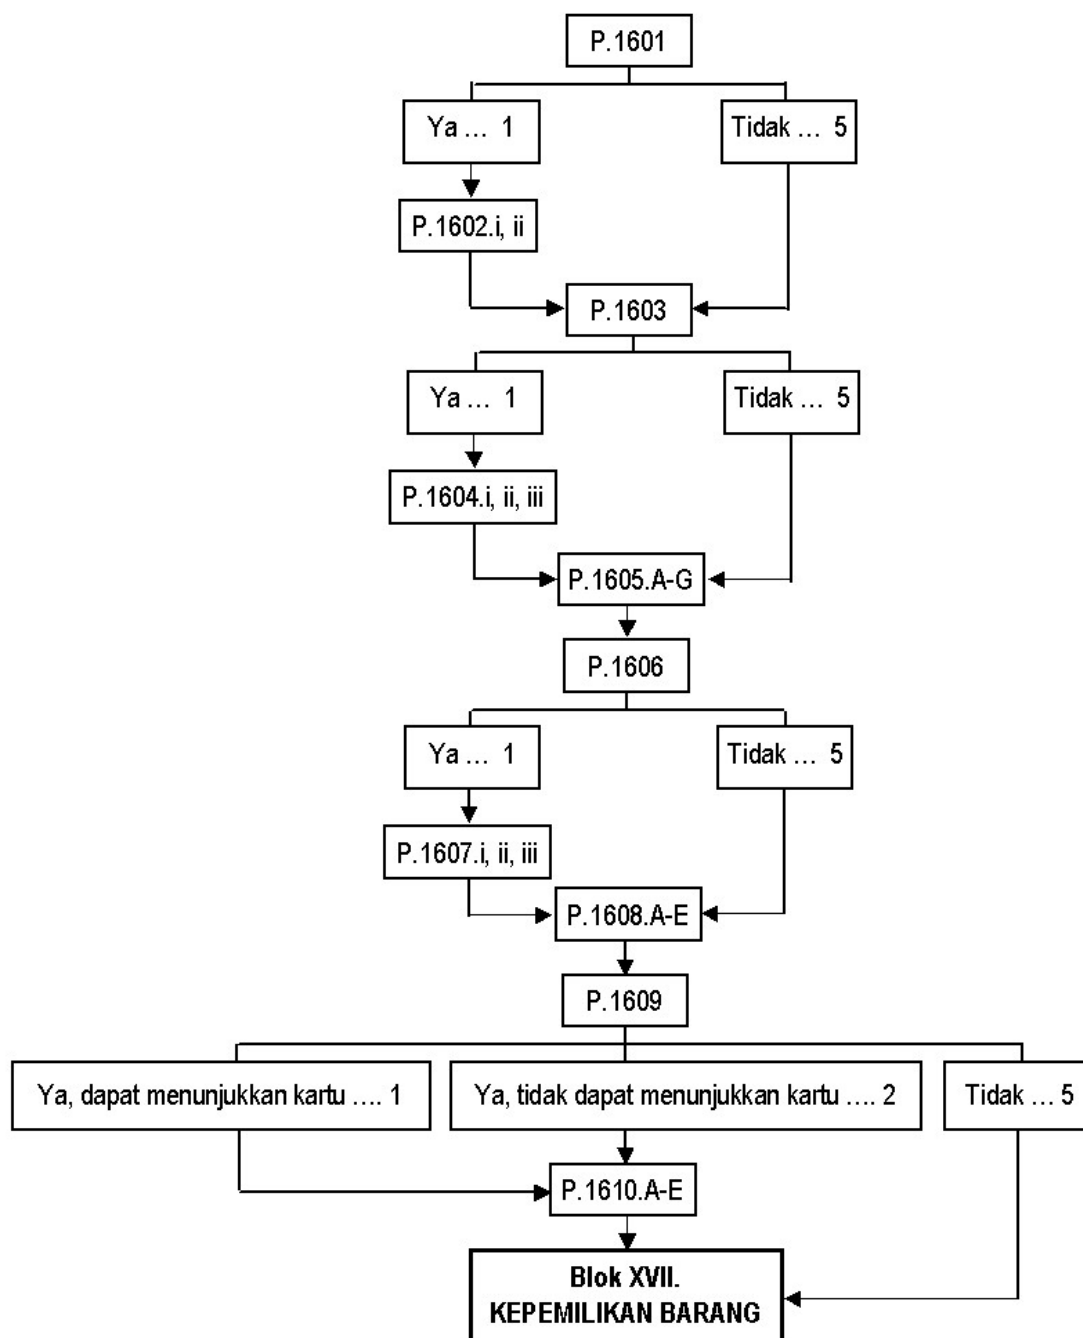 P.1601
Ya ... 1
Tidak ... 5
P.1602.i, ii
P.1603
Ya ... 1
Tidak ... 5
P.1604.i, ii, iii
P.1605.A-G
P.1606
Ya ... 1
Tidak ... 5
P.1607.i, ii, iii
P.1608.A-E
P.1609
Ya, dapat menunjukkan kartu .... 1
Ya, tidak dapat menunjukkan kartu .... 2
Tidak ... 5
P.1610.A-E
Blok XVII.
KEPEMILIKAN BARANG